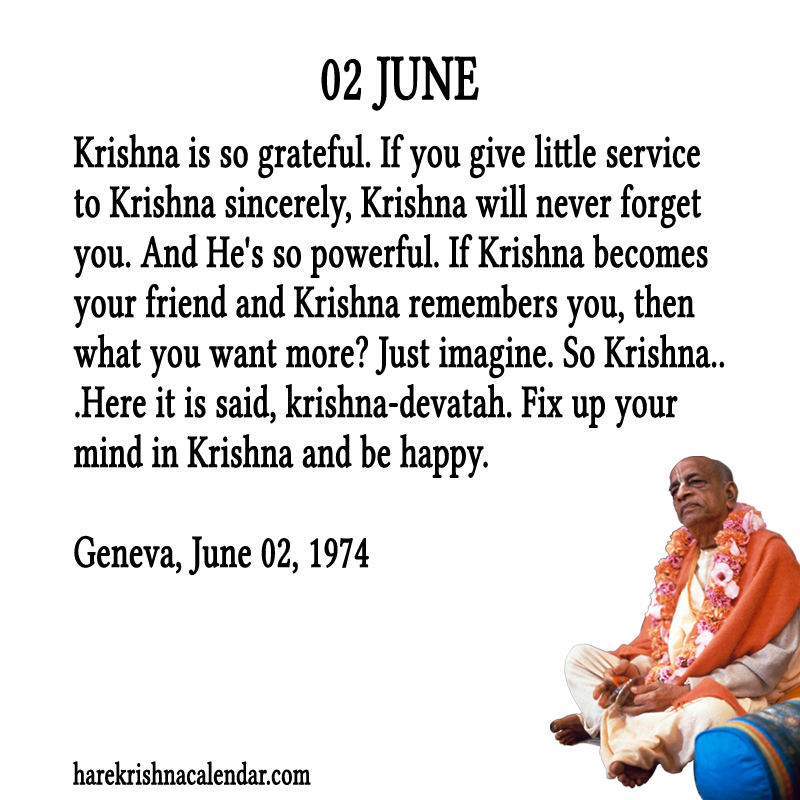 02 JUNE
Krishna is so grateful. If you give little service
to Krishna sincerely, Krishna will never forget
you. And He's so powerful. If Krishna becomes
your friend and Krishna remembers you, then
what you want more? Just imagine. So Krishna..
.Here it is said, krishna-devatah. Fix up your
mind in Krishna and be happy.
Geneva, June 02, 1974
harekrishnacalendar.com